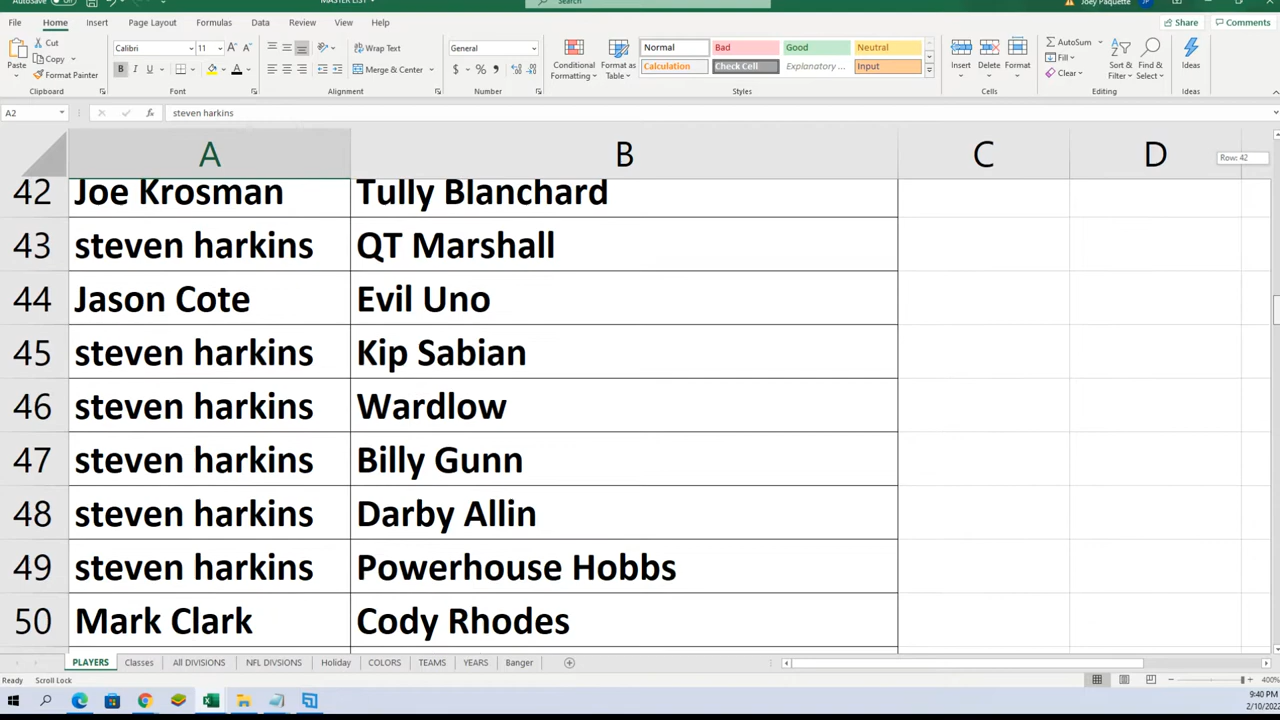 AutoSave
MASTER LIST
Search
Joey Paquette
File Home Insert Page Layout Formulas Data Review View Help
Share Comments
Paste Cut Copy Format Painter
Calibri 11
B I U
Wrap Text
Merge & Center
General
$ % ,
Conditional Formatting
Format as Table
Normal Bad Good Neutral
Calculation Check Cell Explanatory ... Input
Insert Delete Format
AutoSum Fill Clear
Sort & Filter
Find & Select
Ideas
Clipboard Font Alignment Number Styles Cells Editing Ideas
A2 fx steven harkins
A B C D
Row: 42
42 Joe Krosman Tully Blanchard
43 steven harkins QT Marshall
44 Jason Cote Evil Uno
45 steven harkins Kip Sabian
46 steven harkins Wardlow
47 steven harkins Billy Gunn
48 steven harkins Darby Allin
49 steven harkins Powerhouse Hobbs
50 Mark Clark Cody Rhodes
PLAYERS Classes All DIVISIONS NFL DIVSIONS Holiday COLORS TEAMS YEARS Banger
Ready Scroll Lock 400%
9:40 PM